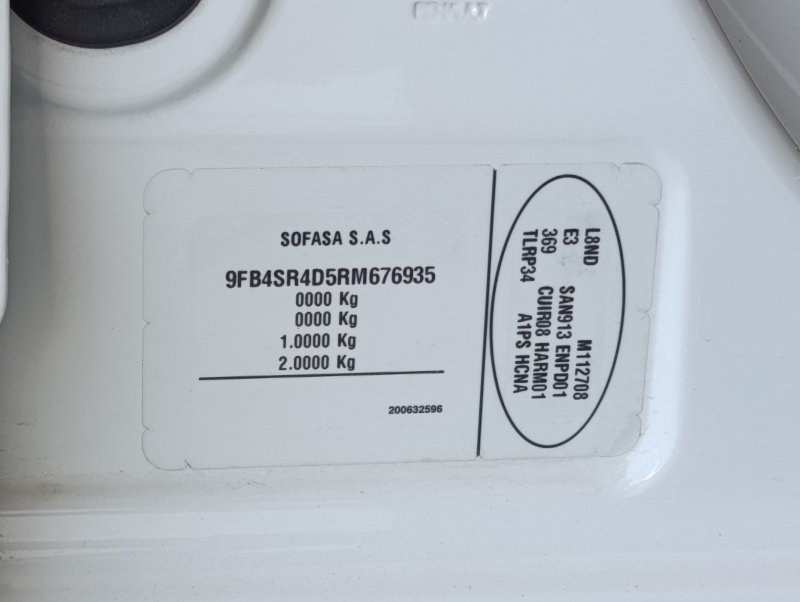 SOFASA S.A.S
9FB4SR4D5RM676935
0000 Kg
0000 Kg
1.0000 Kg
2.0000 Kg
200632596
L8ND M112708
E3 SAN913 ENPD01
369 CUIR08 HARM01
TLRP34 A1PS HCNA